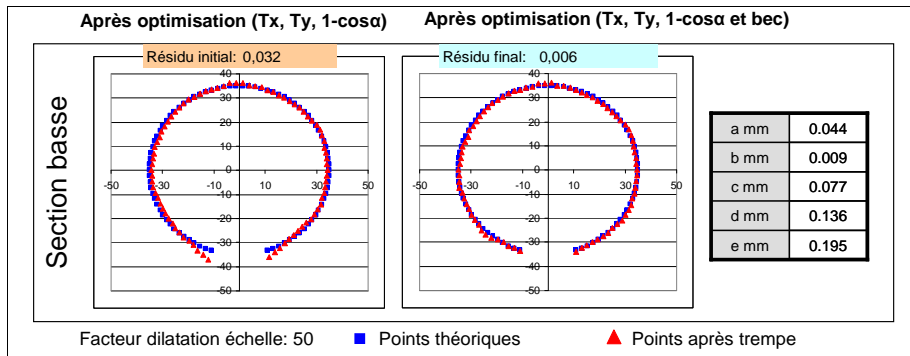 Après optimisation (Tx, Ty, 1-cosα)
Après optimisation (Tx, Ty, 1-cosα et bec)
Section basse
Résidu initial: 0,032
40
30
20
10
0
-50 -30 -10 10 30 50
-10
-20
-30
-40
-50
Résidu final: 0,006
40
30
20
10
0
-50 -30 -10 10 30 50
-10
-20
-30
-40
-50
a mm 0.044
b mm 0.009
c mm 0.077
d mm 0.136
e mm 0.195
Facteur dilatation échelle: 50 Points théoriques Points après trempe